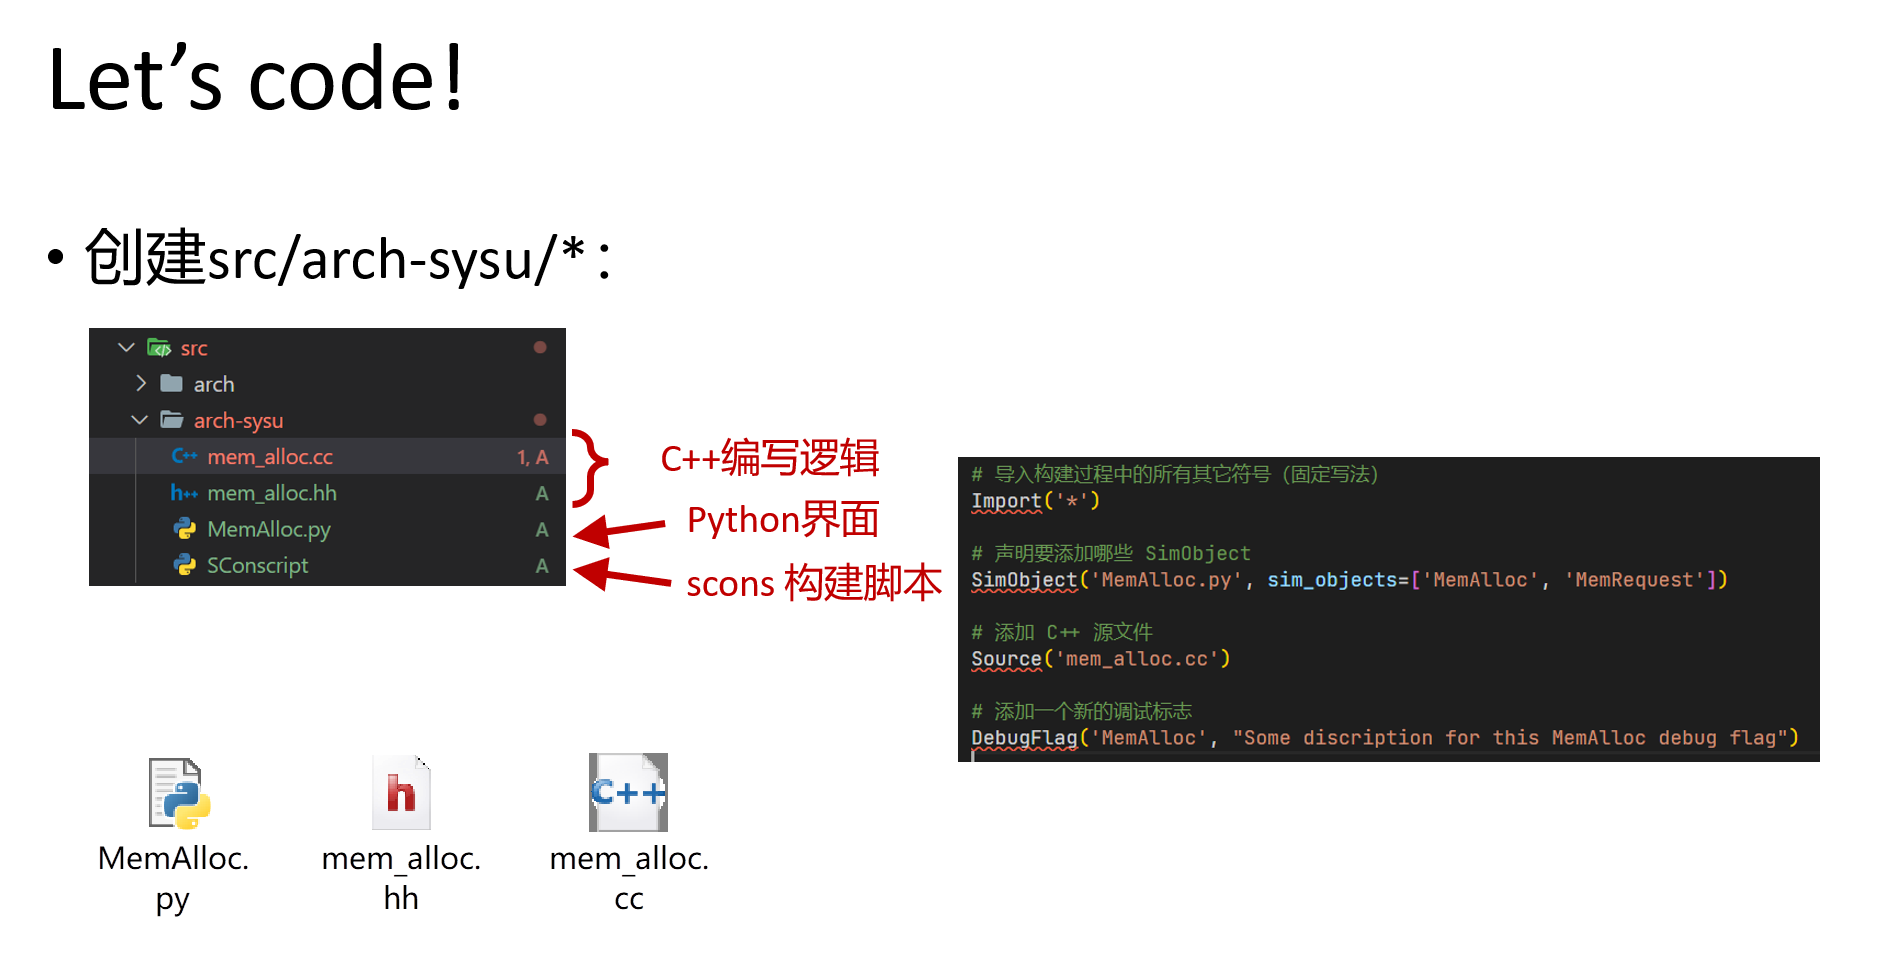 Let’s code!
• 创建src/arch-sysu/*：
src
arch
arch-sysu
mem_alloc.cc 1, A
mem_alloc.hh A
MemAlloc.py A
SConscript A
C++编写逻辑
Python界面
scons 构建脚本
# 导入构建过程中的所有其它符号（固定写法）
Import('*')
# 声明要添加哪些 SimObject
SimObject('MemAlloc.py', sim_objects=['MemAlloc', 'MemRequest'])
# 添加 C++ 源文件
Source('mem_alloc.cc')
# 添加一个新的调试标志
DebugFlag('MemAlloc', "Some discription for this MemAlloc debug flag")
MemAlloc.
py
mem_alloc.
hh
mem_alloc.
cc